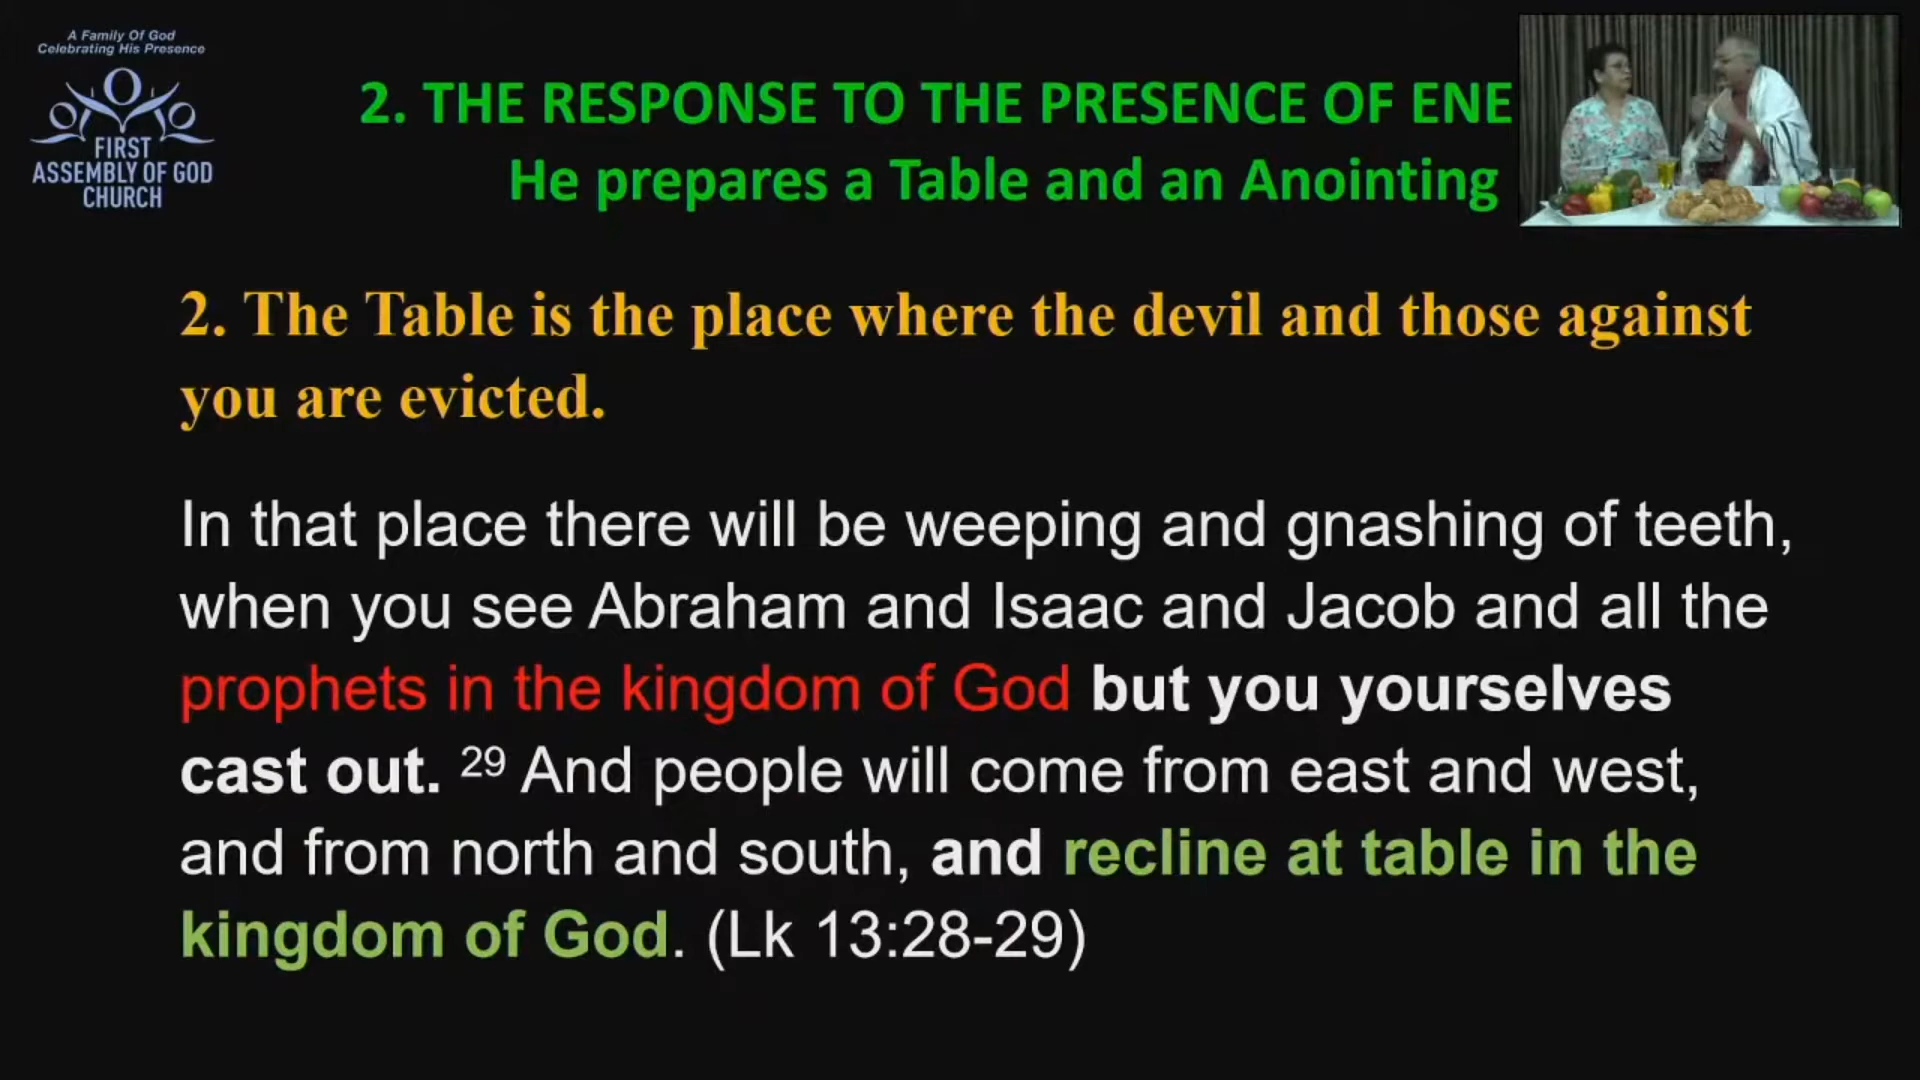 A Family Of God
Celebrating His Presence
FIRST
ASSEMBLY OF GOD
CHURCH
2. THE RESPONSE TO THE PRESENCE OF ENE
He prepares a Table and an Anointing
2. The Table is the place where the devil and those against
you are evicted.
In that place there will be weeping and gnashing of teeth,
when you see Abraham and Isaac and Jacob and all the
prophets in the kingdom of God but you yourselves
cast out. 29 And people will come from east and west,
and from north and south, and recline at table in the
kingdom of God. (Lk 13:28-29)